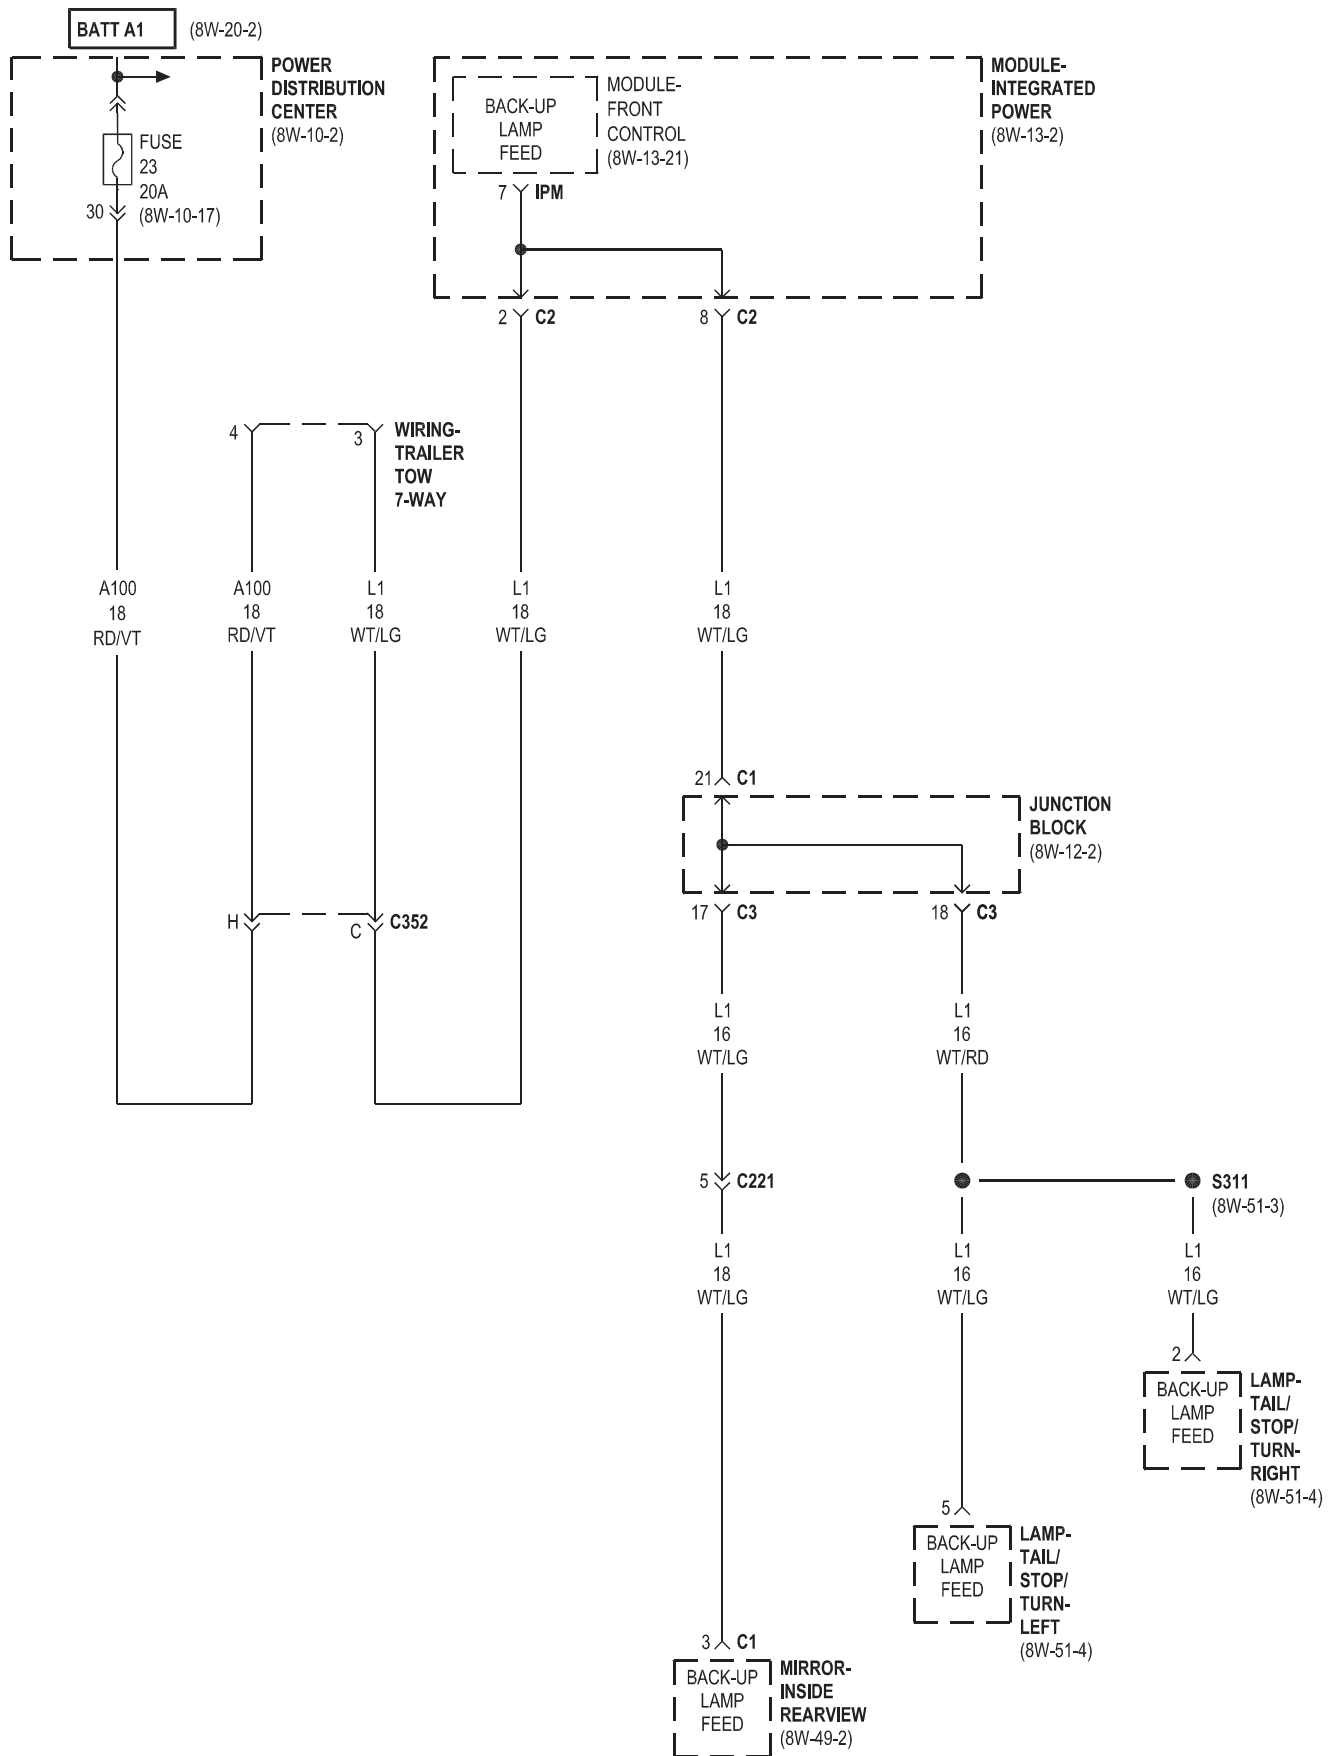 BATT A1 (8W-20-2)
POWER
DISTRIBUTION
CENTER
(8W-10-2)
FUSE
23
20A
(8W-10-17)
30
MODULE-
INTEGRATED
POWER
(8W-13-2)
BACK-UP
LAMP
FEED
MODULE-
FRONT
CONTROL
(8W-13-21)
7 IPM
2 C2
8 C2
4
3
WIRING-
TRAILER
TOW
7-WAY
A100
18
RD/VT
A100
18
RD/VT
L1
18
WT/LG
L1
18
WT/LG
L1
18
WT/LG
21 C1
JUNCTION
BLOCK
(8W-12-2)
17 C3
18 C3
H
C
C352
L1
16
WT/LG
L1
16
WT/RD
5 C221
S311
(8W-51-3)
L1
18
WT/LG
L1
16
WT/LG
L1
16
WT/LG
2
BACK-UP
LAMP
FEED
LAMP-
TAIL/
STOP/
TURN-
RIGHT
(8W-51-4)
5
BACK-UP
LAMP
FEED
LAMP-
TAIL/
STOP/
TURN-
LEFT
(8W-51-4)
3 C1
BACK-UP
LAMP
FEED
MIRROR-
INSIDE
REARVIEW
(8W-49-2)